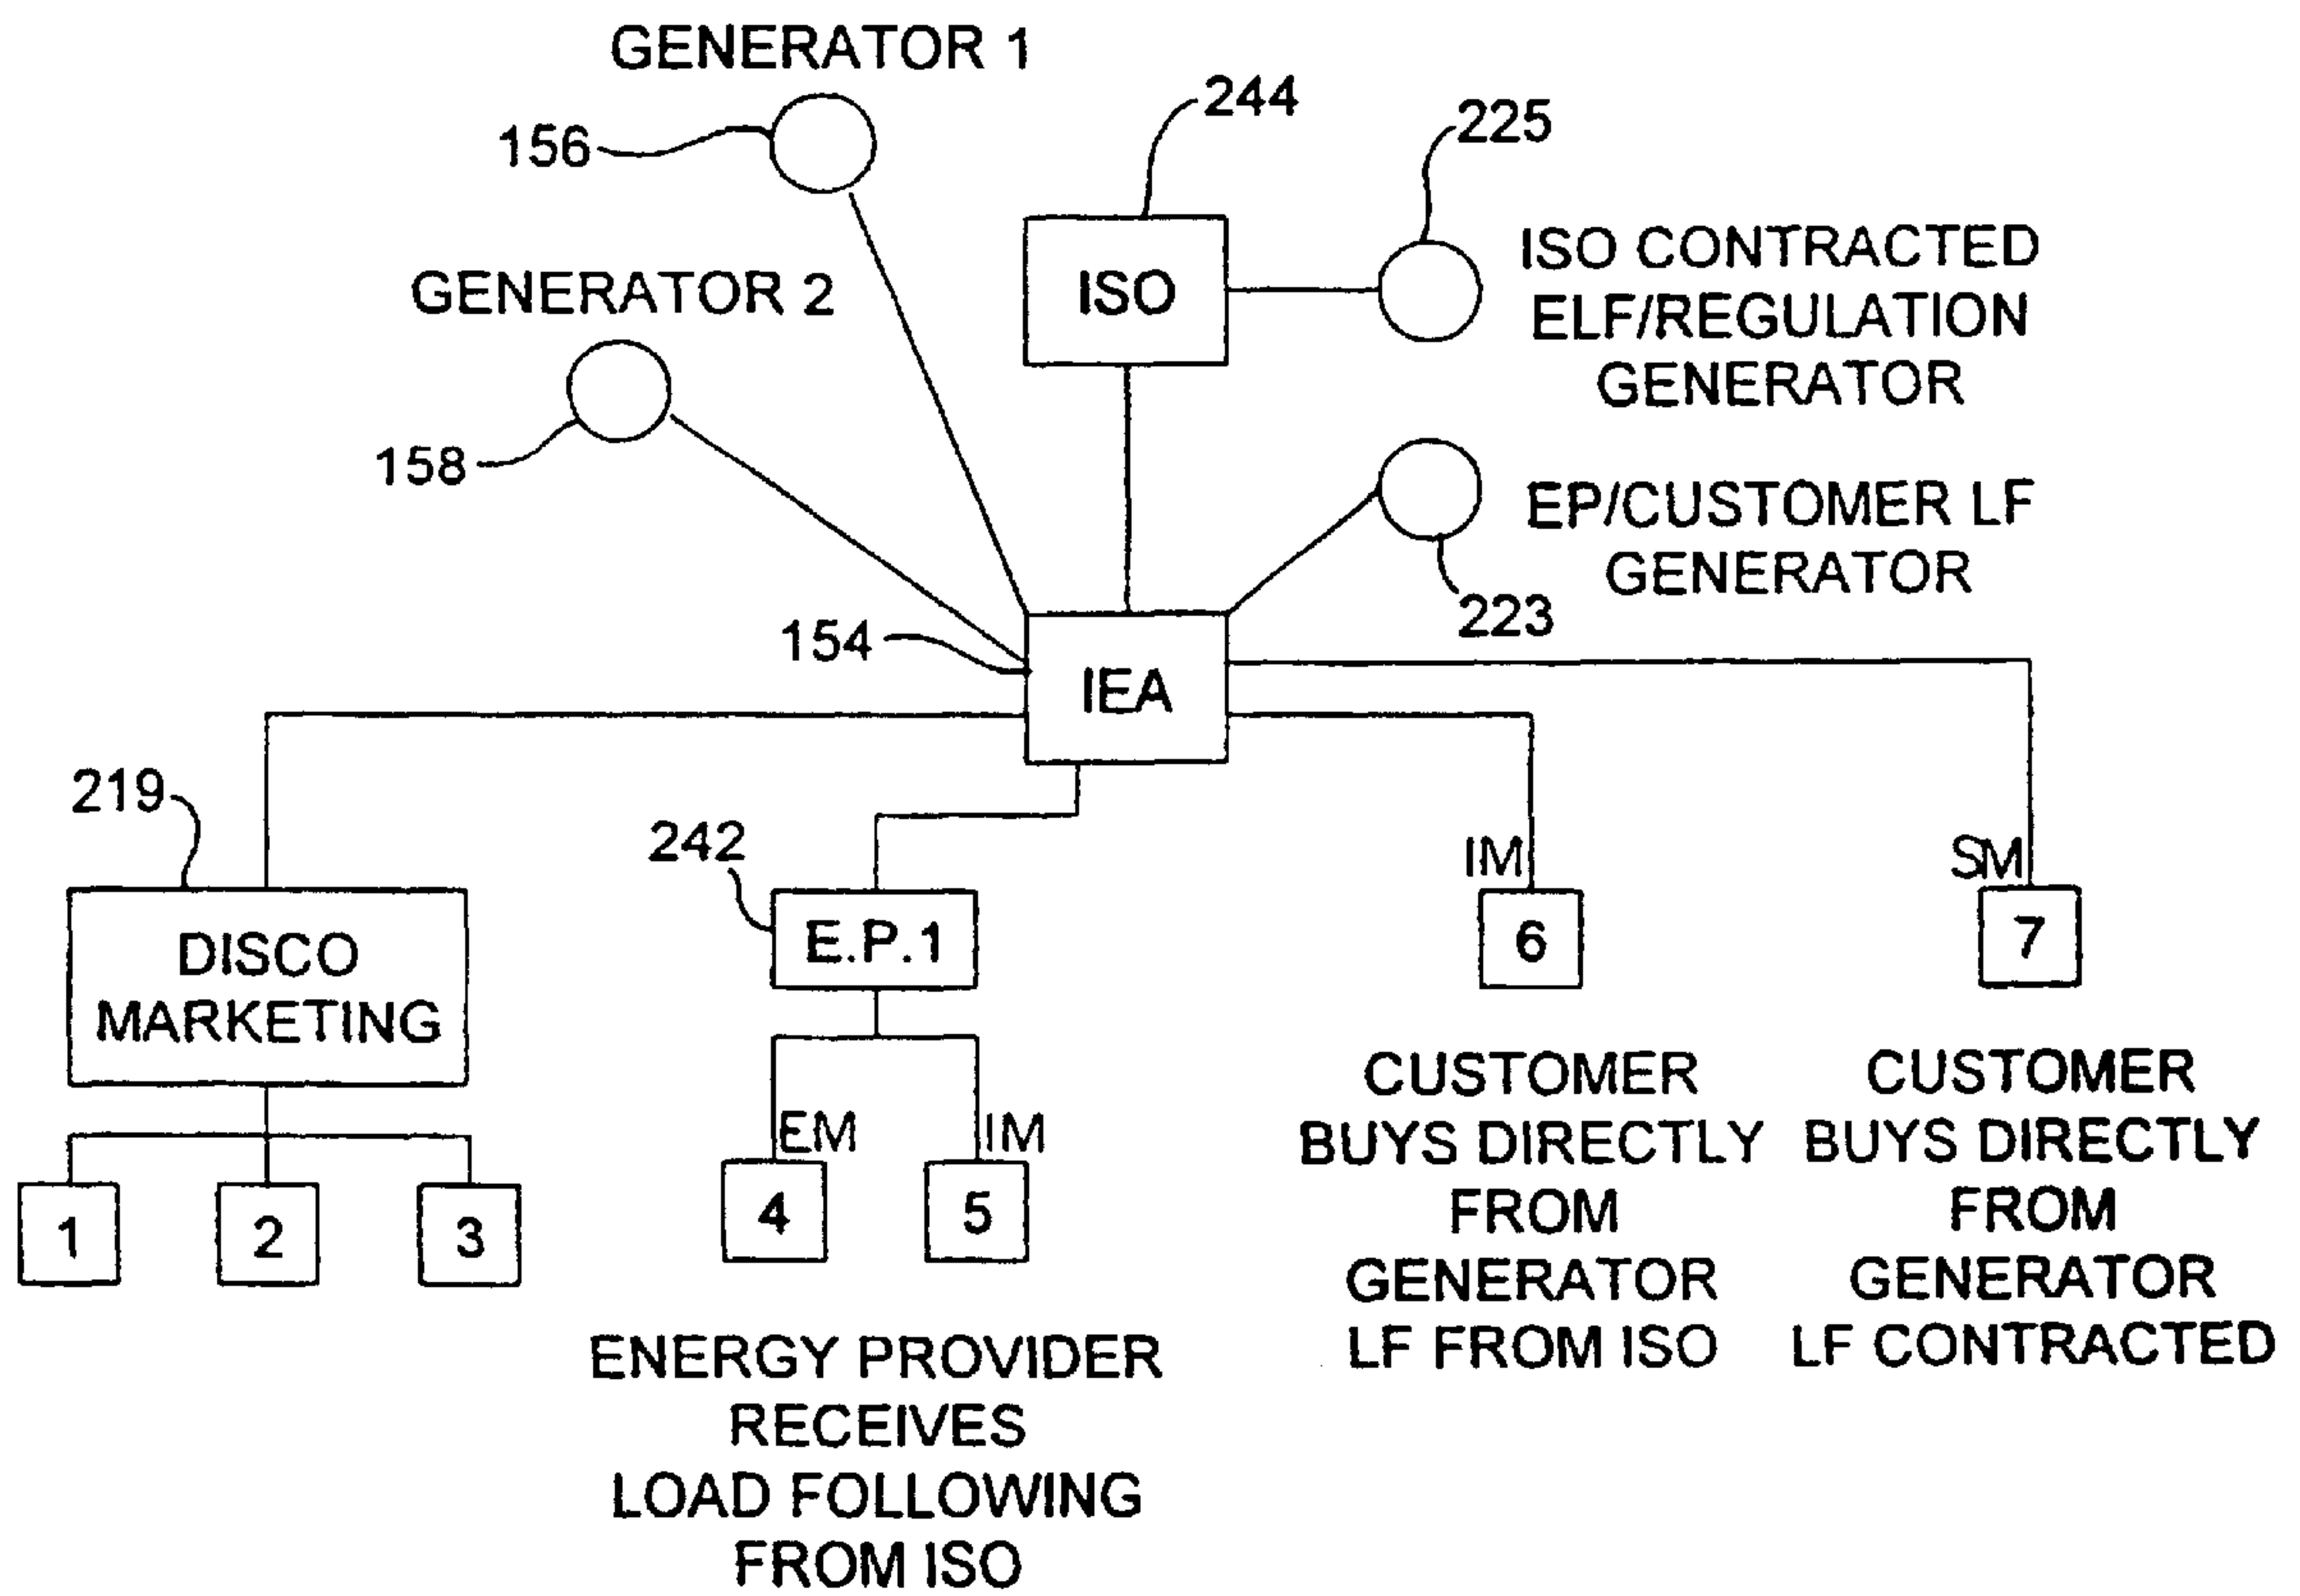 GENERATOR 1
156
244
225
ISO
ISO CONTRACTED
ELF/REGULATION
GENERATOR
GENERATOR 2
158
EP/CUSTOMER LF
GENERATOR
223
154
IEA
219
DISCO
MARKETING
1
2
3
242
E.P.1
EM
IM
4
5
ENERGY PROVIDER
RECEIVES
LOAD FOLLOWING
FROM ISO
IM
6
CUSTOMER
BUYS DIRECTLY
FROM
GENERATOR
LF FROM ISO
SM
7
CUSTOMER
BUYS DIRECTLY
FROM
GENERATOR
LF CONTRACTED